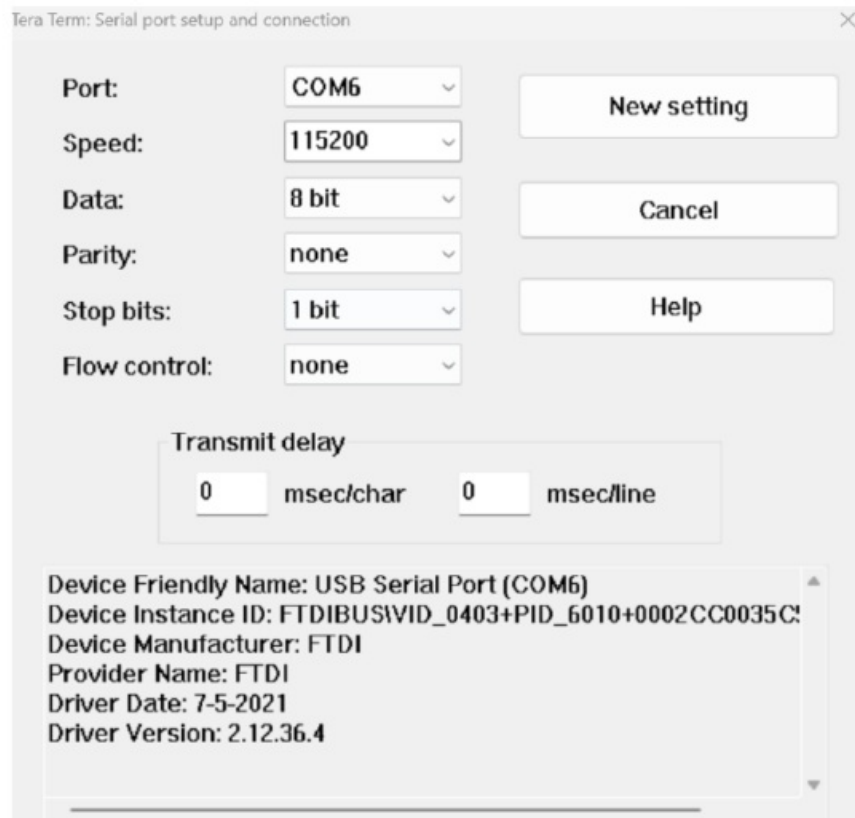 Tera Term: Serial port setup and connection
Port: COM6
New setting
Speed: 115200
Data: 8 bit
Cancel
Parity: none
Stop bits: 1 bit
Help
Flow control: none
Transmit delay
0 msec/char 0 msec/line
Device Friendly Name: USB Serial Port (COM6)
Device Instance ID: FTDIBUS\VID_0403+PID_6010+0002CC0035C
Device Manufacturer: FTDI
Provider Name: FTDI
Driver Date: 7-5-2021
Driver Version: 2.12.36.4